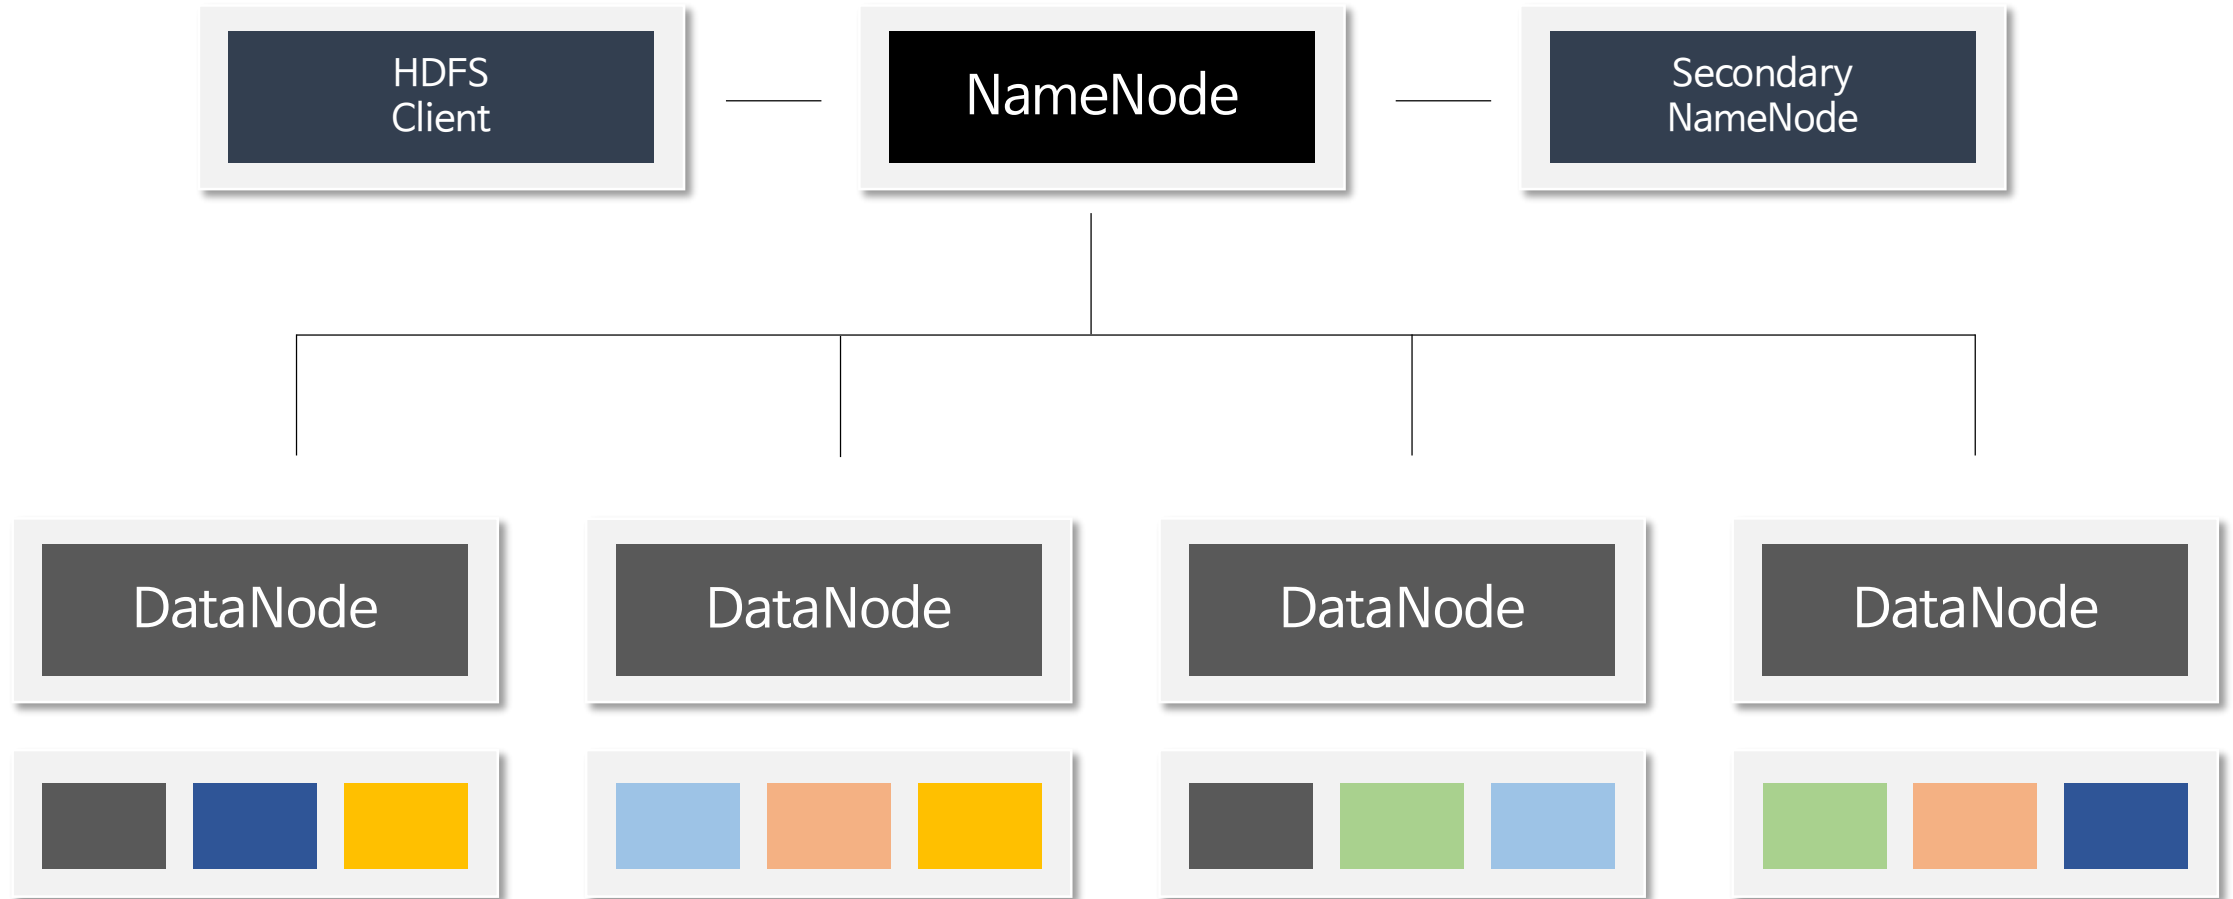 HDFS
Client
NameNode
Secondary
NameNode
DataNode
DataNode
DataNode
DataNode